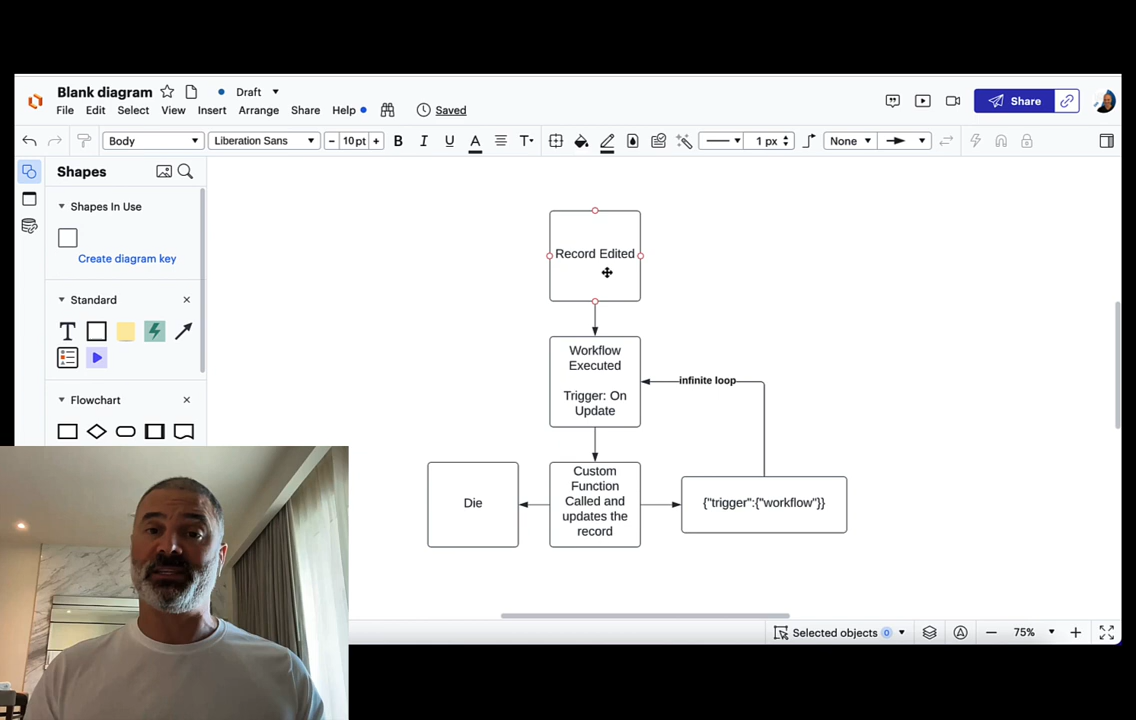 Blank diagram
Draft
File Edit Select View Insert Arrange Share Help
Saved
Share
Body
Liberation Sans
10pt
B I U A T
1 px
None
Shapes
Shapes In Use
Create diagram key
Standard
T
Flowchart
Record Edited
Workflow
Executed
Trigger: On
Update
infinite loop
Custom
Function
Called and
updates the
record
Die
{"trigger":{"workflow"}}
Selected objects 0
75%